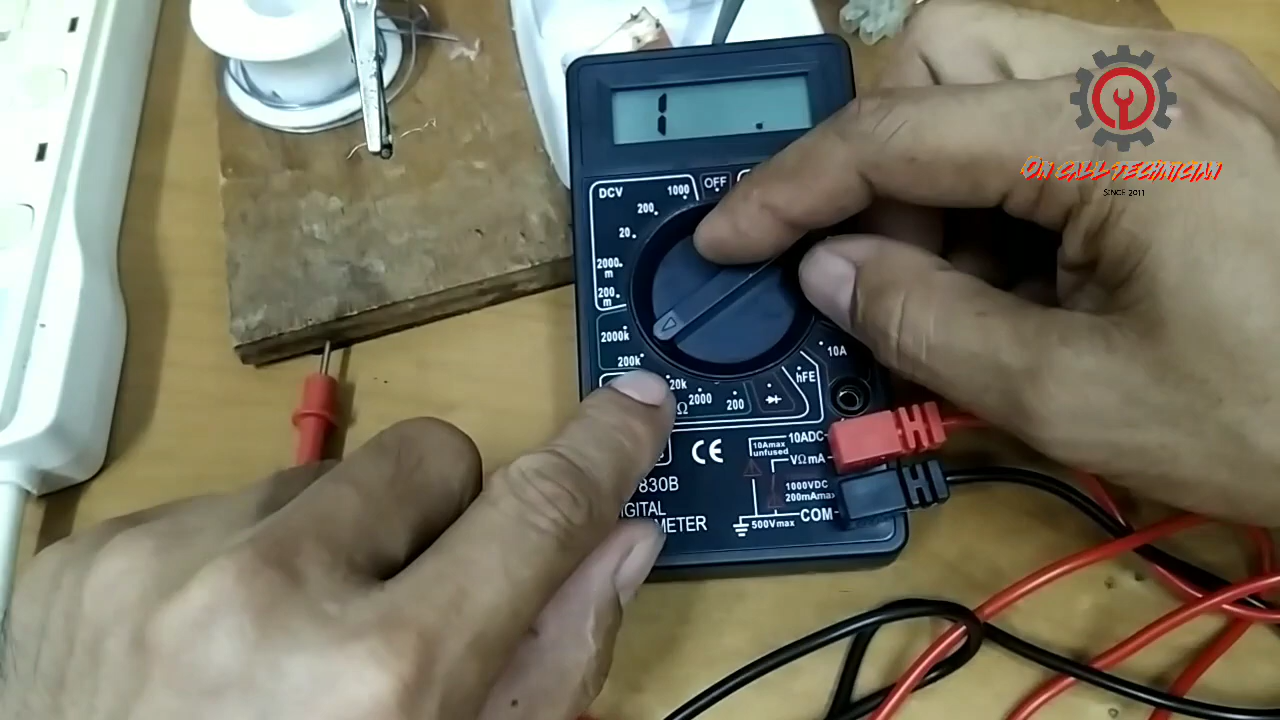 1 .
ON CALL TECHNICIAN
SINCE 2011
DCV
1000
OFF
200
20
2000
m
200
m
2000k
200k
20k
2000
200
Ω
hFE
10A
10Amax
unfused
10ADC
VΩmA
1000VDC
200mAmax
COM
500Vmax
CE
830B
IGITAL
METER